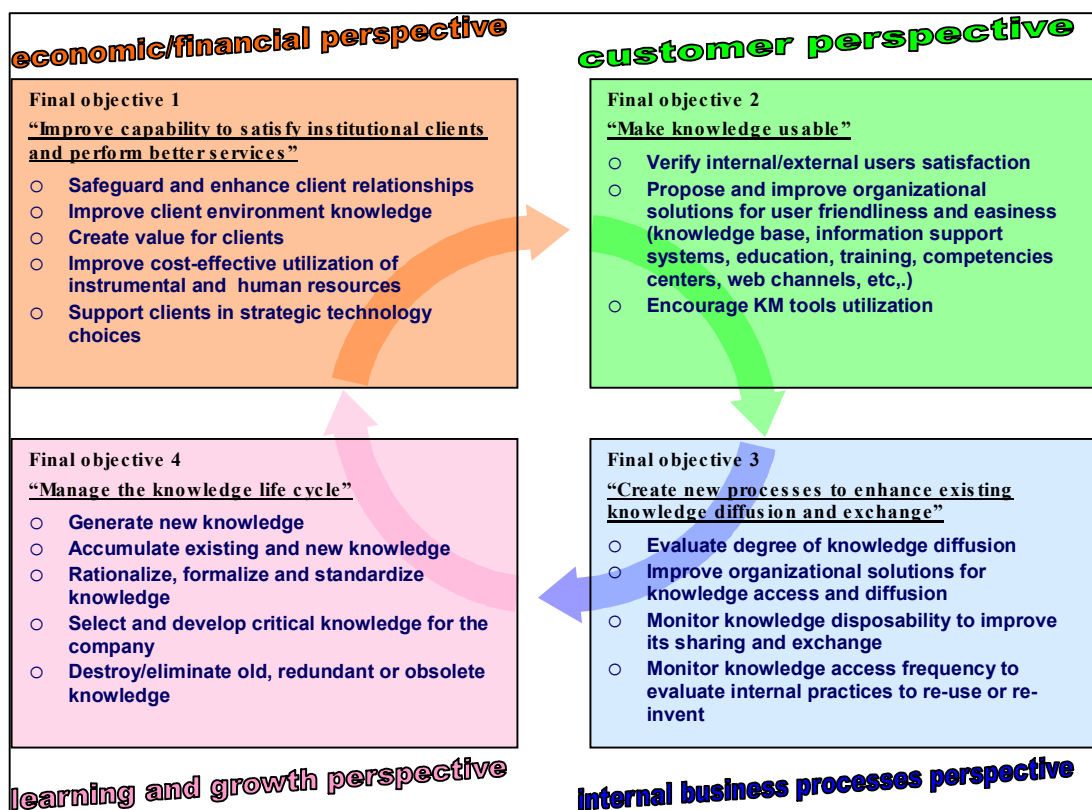 economic/financial perspective
customer perspective
Final objective 1
“Improve capability to satisfy institutional clients
and perform better services”
o Safeguard and enhance client relationships
o Improve client environment knowledge
o Create value for clients
o Improve cost-effective utilization of
instrumental and human resources
o Support clients in strategic technology
choices
Final objective 2
“Make knowledge usable”
o Verify internal/external users satisfaction
o Propose and improve organizational
solutions for user friendliness and easiness
(knowledge base, information support
systems, education, training, competencies
centers, web channels, etc,.)
o Encourage KM tools utilization
Final objective 4
“Manage the knowledge life cycle”
o Generate new knowledge
o Accumulate existing and new knowledge
o Rationalize, formalize and standardize
knowledge
o Select and develop critical knowledge for the
company
o Destroy/eliminate old, redundant or obsolete
knowledge
Final objective 3
“Create new processes to enhance existing
knowledge diffusion and exchange”
o Evaluate degree of knowledge diffusion
o Improve organizational solutions for
knowledge access and diffusion
o Monitor knowledge disposability to improve
its sharing and exchange
o Monitor knowledge access frequency to
evaluate internal practices to re-use or re-
invent
learning and growth perspective
internal business processes perspective